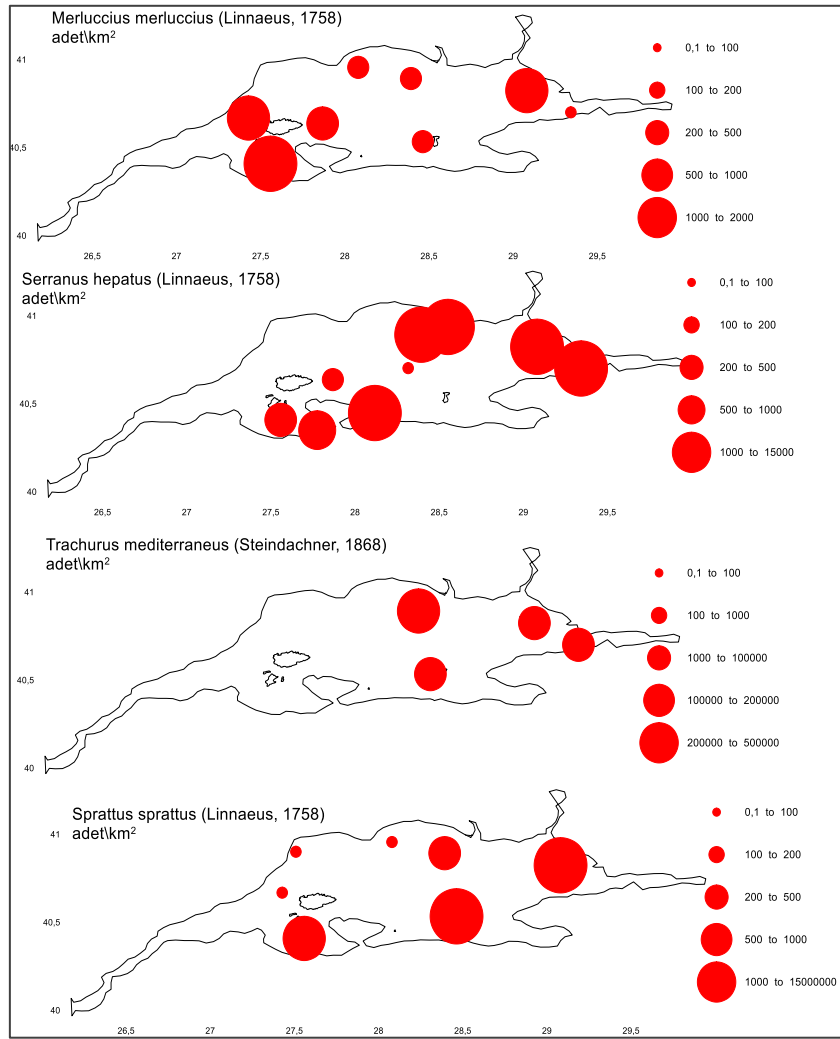 Merluccius merluccius (Linnaeus, 1758)
adet\km²
41
40,5
40
26,5 27 27,5 28 28,5 29 29,5
0,1 to 100
100 to 200
200 to 500
500 to 1000
1000 to 2000
Serranus hepatus (Linnaeus, 1758)
adet\km²
41
40,5
40
26,5 27 27,5 28 28,5 29 29,5
0,1 to 100
100 to 200
200 to 500
500 to 1000
1000 to 15000
Trachurus mediterraneus (Steindachner, 1868)
adet\km²
41
40,5
40
26,5 27 27,5 28 28,5 29 29,5
0,1 to 100
100 to 1000
1000 to 100000
100000 to 200000
200000 to 500000
Sprattus sprattus (Linnaeus, 1758)
adet\km²
41
40,5
40
26,5 27 27,5 28 28,5 29 29,5
0,1 to 100
100 to 200
200 to 500
500 to 1000
1000 to 15000000